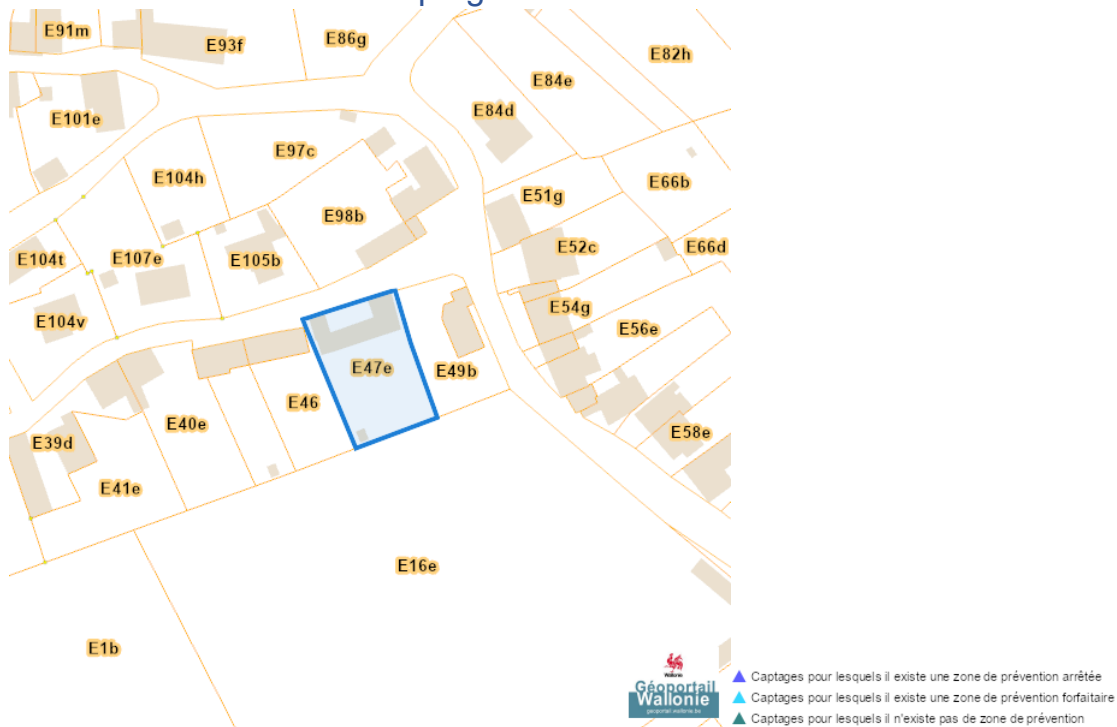 E91m
E93f
E86g
E82h
E84e
E101e
E84d
E97c
E104h
E66b
E51g
E98b
E52c
E66d
E104t
E107e
E105b
E54g
E104v
E56e
E47e
E49b
E46
E40e
E58e
E39d
E41e
E16e
E1b
Wallonie
Géoportail
Wallonie
geoportail.wallonie.be
Captages pour lesquels il existe une zone de prévention arrêtée
Captages pour lesquels il existe une zone de prévention forfaitaire
Captages pour lesquels il n'existe pas de zone de prévention